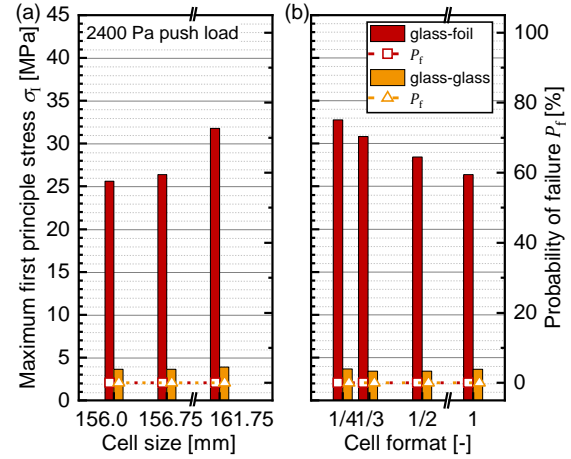 (a)
(b)
2400 Pa push load
glass-foil
P_f
glass-glass
P_f
Maximum first principle stress σ_I [MPa]
45
40
35
30
25
20
15
10
5
0
156.0 156.75 161.75
Cell size [mm]
1/4 1/3 1/2 1
Cell format [-]
100
80
60
40
20
0
Probability of failure P_f [%]